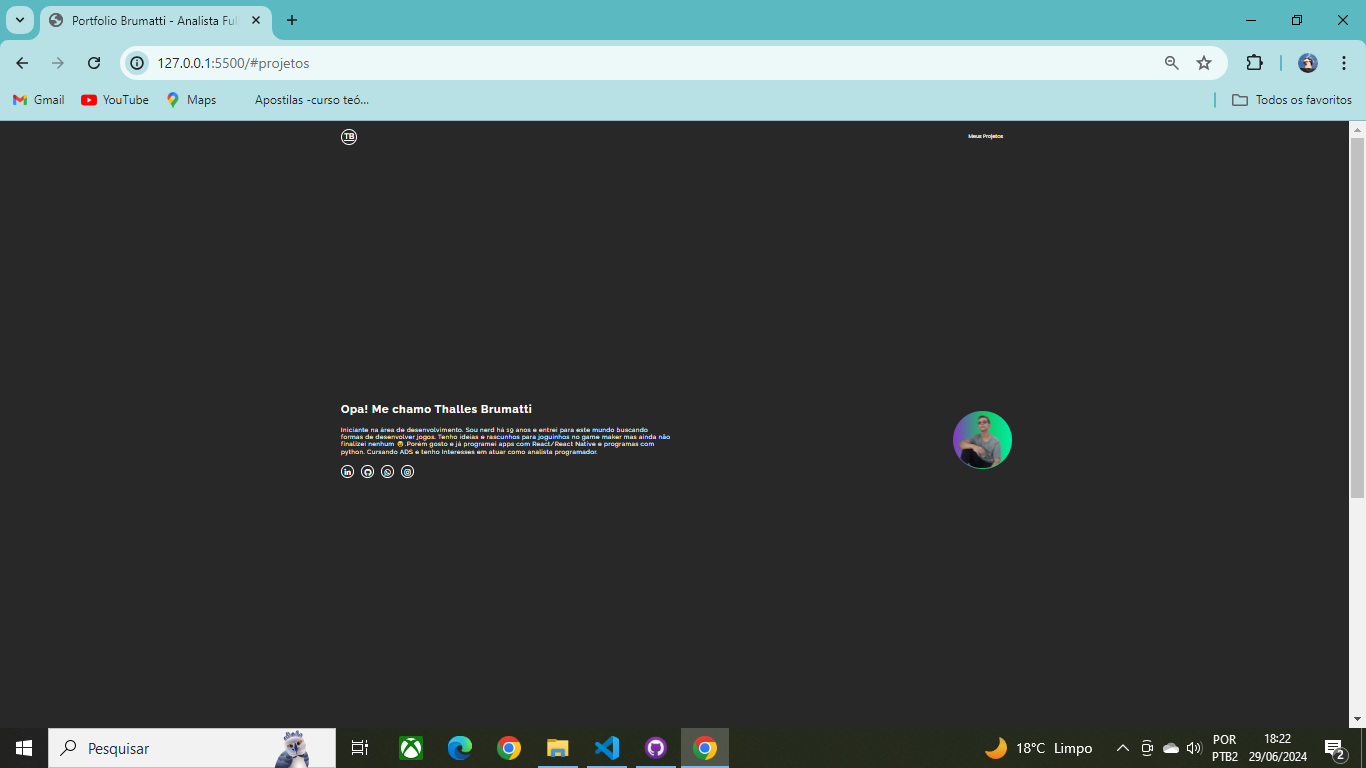 Portfolio Brumatti - Analista Ful
127.0.0.1:5500/#projetos
Gmail
YouTube
Maps
Apostilas -curso teó...
Todos os favoritos
TB
Meus Projetos
Opa! Me chamo Thalles Brumatti
Iniciante na área de desenvolvimento. Sou nerd há 19 anos e entrei para este mundo buscando
formas de desenvolver jogos. Tenho ideias e rascunhos para joguinhos no game maker mas ainda não
finalizei nenhum 😥.Porém gosto e já programei apps com React/React Native e programas com
python. Cursando ADS e tenho Interesses em atuar como analista programador.
in
Pesquisar
18°C Limpo
POR
PTB2
18:22
29/06/2024
2